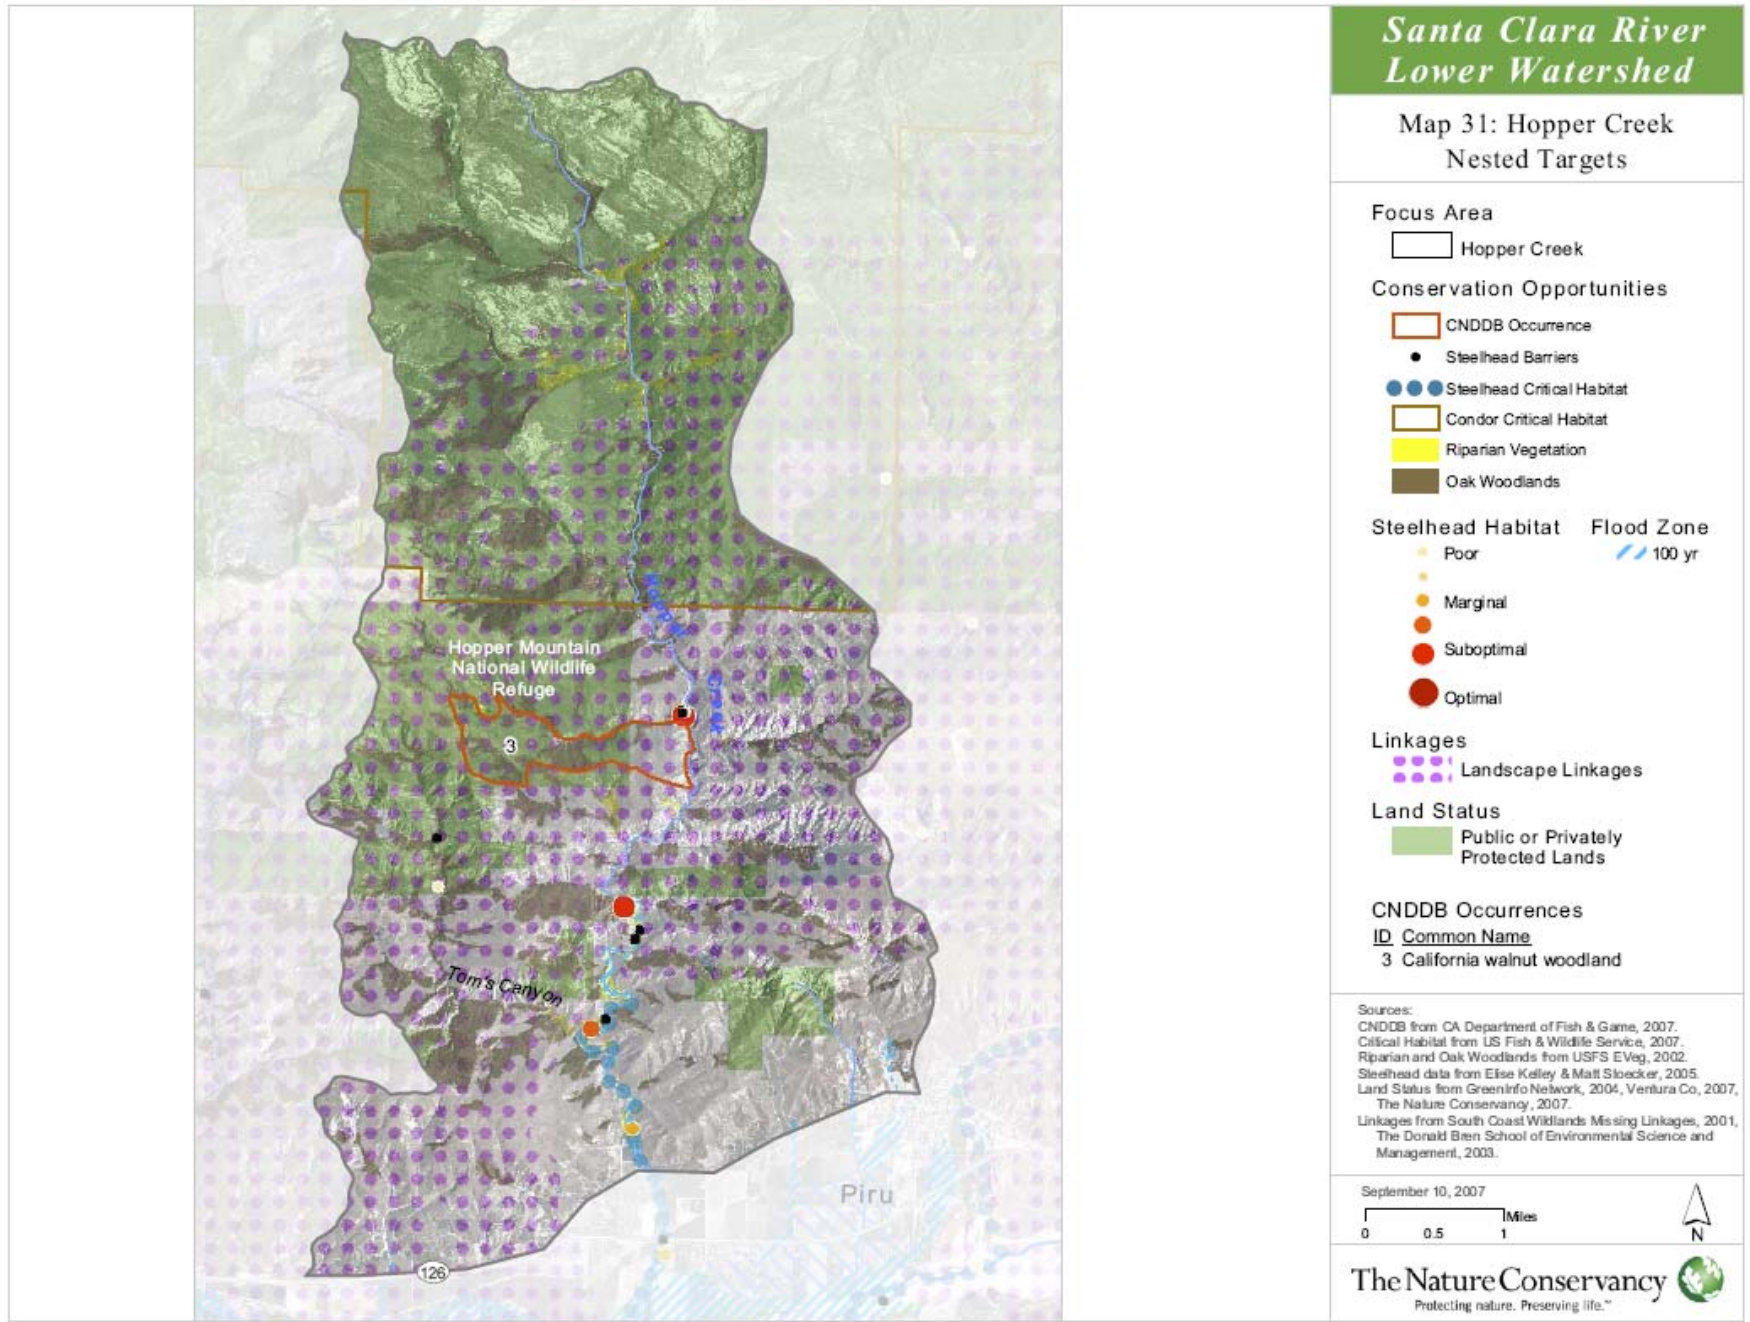 Santa Clara River
Lower Watershed
Map 31: Hopper Creek
Nested Targets
Focus Area
Hopper Creek
Conservation Opportunities
CNDDB Occurrence
Steelhead Barriers
Steelhead Critical Habitat
Condor Critical Habitat
Riparian Vegetation
Oak Woodlands
Steelhead Habitat
Poor
Marginal
Suboptimal
Optimal
Flood Zone
100 yr
Linkages
Landscape Linkages
Land Status
Public or Privately
Protected Lands
CNDDB Occurrences
ID Common Name
3 California walnut woodland
Sources:
CNDDB from CA Department of Fish & Game, 2007.
Critical Habitat from US Fish & Wildlife Service, 2007.
Riparian and Oak Woodlands from USFS EVeg, 2002.
Steelhead data from Elise Kelley & Matt Stoecker, 2005.
Land Status from GreenInfo Network, 2004, Ventura Co, 2007,
The Nature Conservancy, 2007.
Linkages from South Coast Wildlands Missing Linkages, 2001,
The Donald Bren School of Environmental Science and
Management, 2003.
September 10, 2007
Miles
0 0.5 1
N
The Nature Conservancy
Protecting nature. Preserving life.™
Hopper
Creek
Hopper Mountain
National Wildlife
Refuge
3
Tom's Canyon
Piru
126